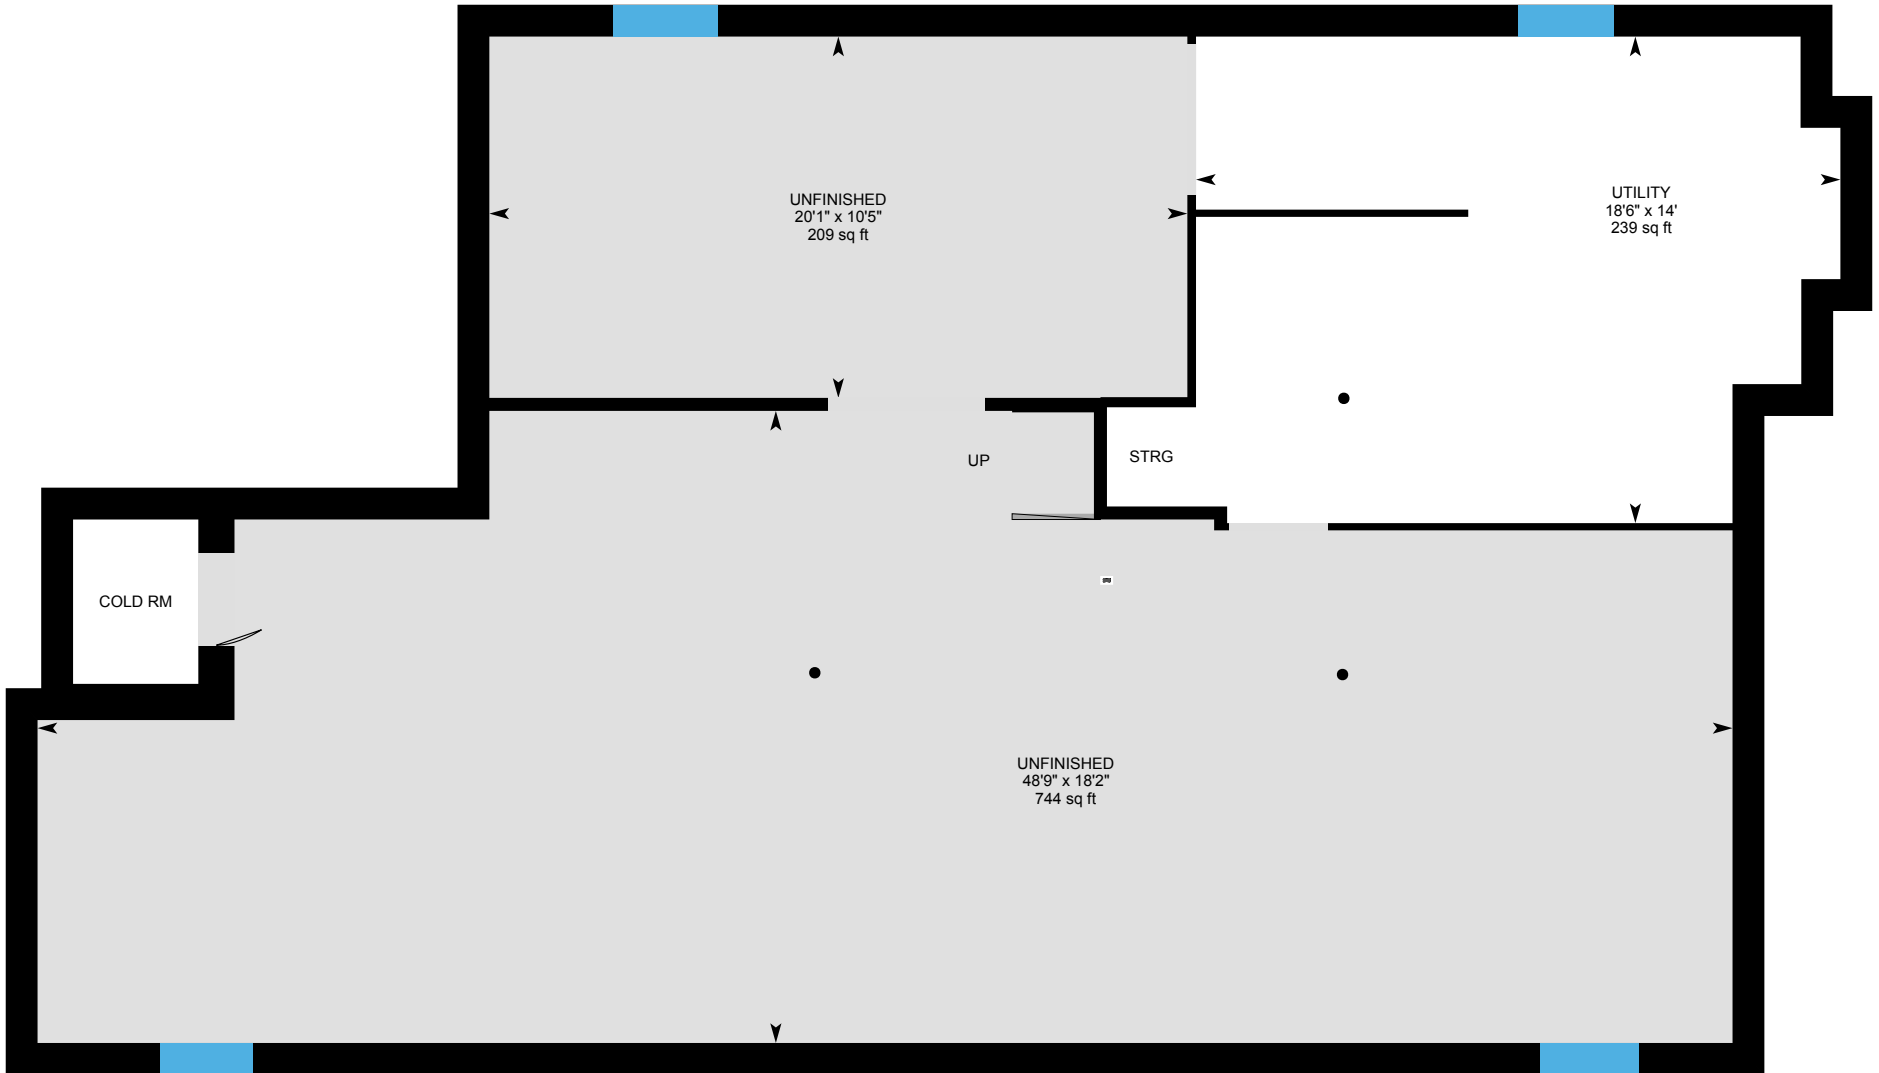 UNFINISHED
20'1" x 10'5"
209 sq ft
UTILITY
18'6" x 14'
239 sq ft
UP
STRG
COLD RM
UNFINISHED
48'9" x 18'2"
744 sq ft